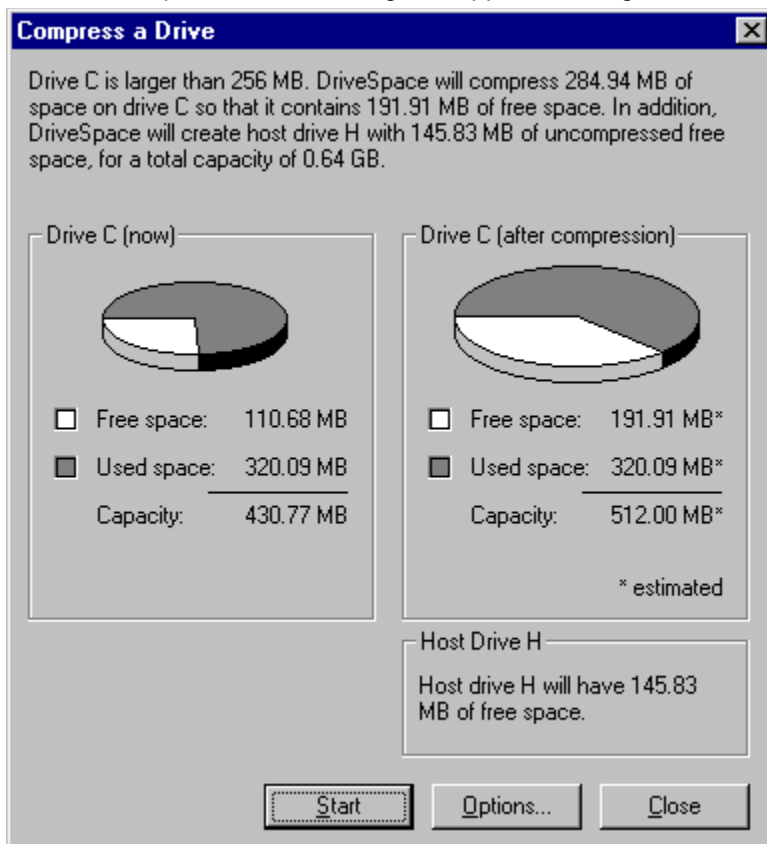 Compress a Drive
Drive C is larger than 256 MB. DriveSpace will compress 284.94 MB of
space on drive C so that it contains 191.91 MB of free space. In addition,
DriveSpace will create host drive H with 145.83 MB of uncompressed free
space, for a total capacity of 0.64 GB.
Drive C (now)
Free space: 110.68 MB
Used space: 320.09 MB
Capacity: 430.77 MB
Drive C (after compression)
Free space: 191.91 MB*
Used space: 320.09 MB*
Capacity: 512.00 MB*
* estimated
Host Drive H
Host drive H will have 145.83
MB of free space.
Start Options... Close